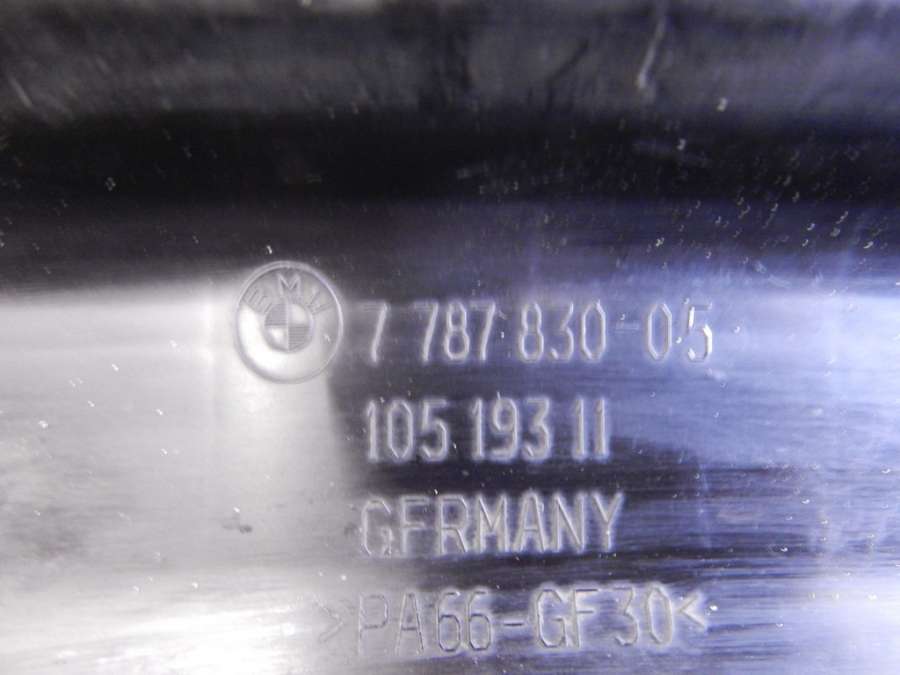 BMW 7 787 830-05
105 193 11
GERMANY
>PA66-GF30<